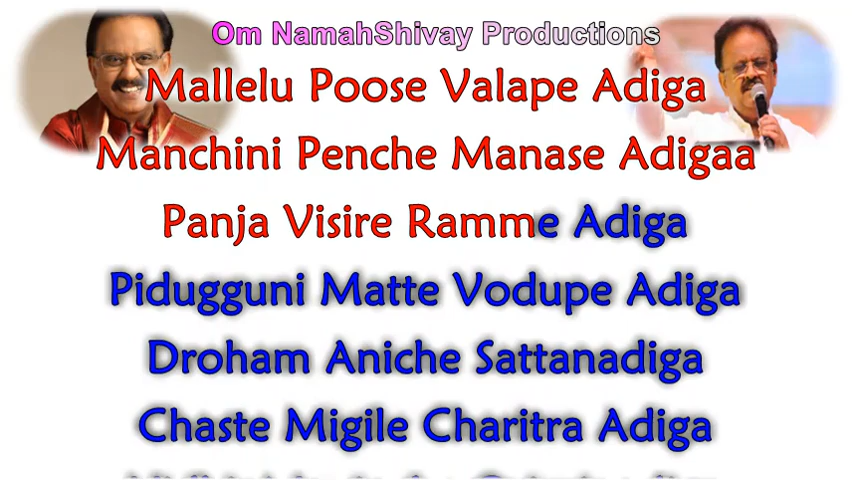 Om NamahShivay Productions
Mallelu Poose Valape Adiga
Manchini Penche Manase Adigaa
Panja Visire Ramme Adiga
Pidugguni Matte Vodupe Adiga
Droham Aniche Sattanadiga
Chaste Migile Charitra Adiga